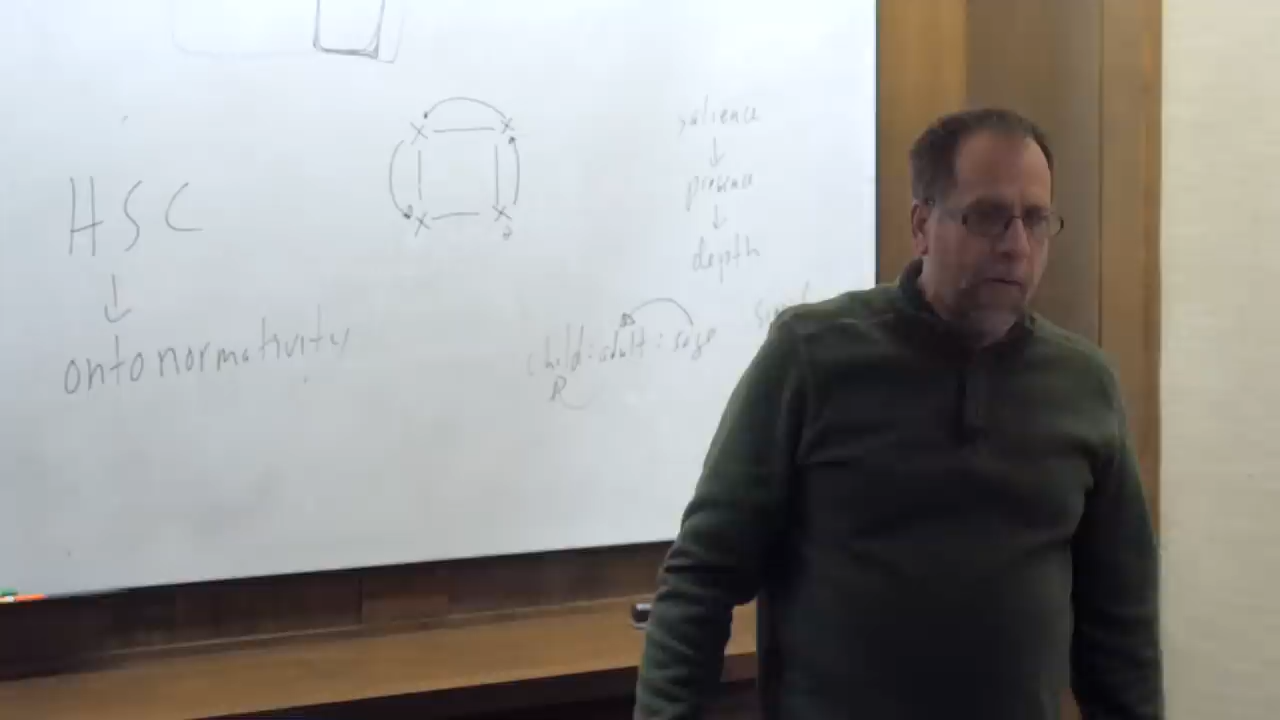 HSC
ontonormativity
x x
x x
salience
presence
depth
child : adult : sage